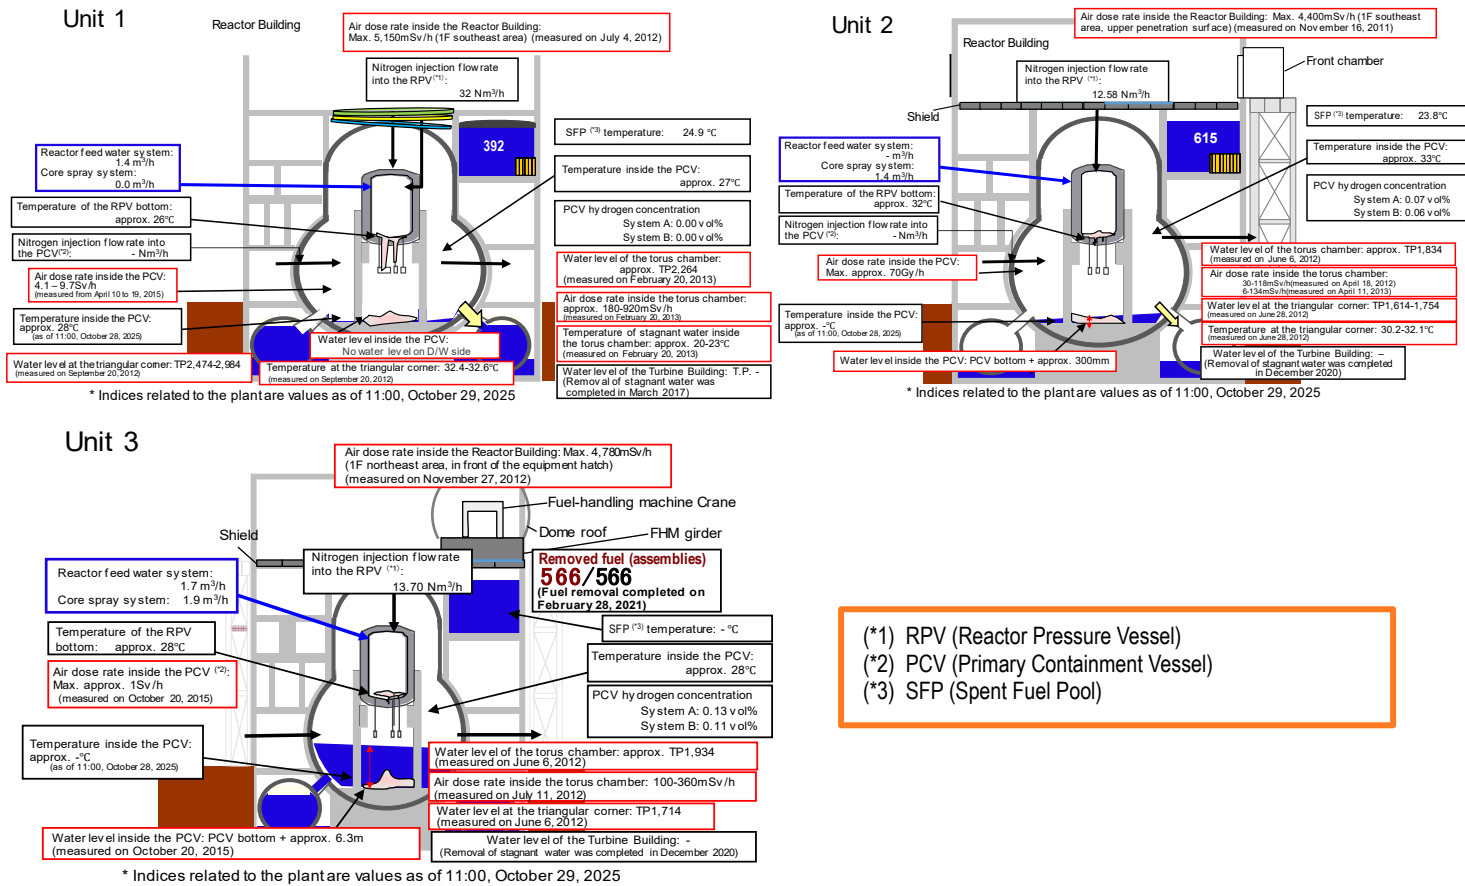 Unit 1
Reactor Building
Air dose rate inside the Reactor Building:
Max. 5,150mSv/h (1F southeast area) (measured on July 4, 2012)
Nitrogen injection flow rate
into the RPV (*1):
32 Nm³/h
SFP (*3) temperature: 24.9 ℃
392
Reactor feed water system:
1.4 m³/h
Core spray system:
0.0 m³/h
Temperature inside the PCV:
approx. 27℃
Temperature of the RPV bottom:
approx. 26℃
PCV hydrogen concentration
System A: 0.00 vol%
System B: 0.00 vol%
Nitrogen injection flow rate into
the PCV(*2): - Nm³/h
Water level of the torus chamber:
approx. TP2,264
(measured on February 20, 2013)
Air dose rate inside the PCV:
4.1 – 9.7Sv/h
(measured from April 10 to 19, 2015)
Air dose rate inside the torus chamber:
approx. 180-920mSv/h
(measured on February 20, 2013)
Temperature inside the PCV:
approx. 28℃
(as of 11:00, October 28, 2025)
Temperature of stagnant water inside
the torus chamber: approx. 20-23℃
(measured on February 20, 2013)
Water level inside the PCV:
No water level on D/W side
Water level at the triangular corner: TP2,474-2,984
(measured on September 20, 2012)
Temperature at the triangular corner: 32.4-32.6℃
(measured on September 20, 2012)
Water level of the Turbine Building: T.P. -
(Removal of stagnant water was
completed in March 2017)
* Indices related to the plant are values as of 11:00, October 29, 2025
Unit 2
Reactor Building
Air dose rate inside the Reactor Building: Max. 4,400mSv/h (1F southeast
area, upper penetration surface) (measured on November 16, 2011)
Front chamber
Nitrogen injection flow rate
into the RPV (*1):
12.58 Nm³/h
Shield
SFP (*3) temperature: 23.8℃
615
Reactor feed water system:
- m³/h
Core spray system:
1.4 m³/h
Temperature inside the PCV:
approx. 33℃
Temperature of the RPV bottom:
approx. 32℃
PCV hydrogen concentration
System A: 0.07 vol%
System B: 0.06 vol%
Nitrogen injection flow rate into
the PCV(*2): - Nm³/h
Water level of the torus chamber: approx. TP1,834
(measured on June 6, 2012)
Air dose rate inside the PCV:
Max. approx. 70Gy/h
Air dose rate inside the torus chamber:
30-118mSv/h(measured on April 18, 2012)
6-134mSv/h(measured on April 11, 2013)
Water level at the triangular corner: TP1,614-1,754
(measured on June 28, 2012)
Temperature inside the PCV:
approx. -℃
(as of 11:00, October 28, 2025)
Temperature at the triangular corner: 30.2-32.1℃
(measured on June 28, 2012)
Water level inside the PCV: PCV bottom + approx. 300mm
Water level of the Turbine Building: –
(Removal of stagnant water was completed
in December 2020)
* Indices related to the plant are values as of 11:00, October 29, 2025
Unit 3
Air dose rate inside the Reactor Building: Max. 4,780mSv/h
(1F northeast area, in front of the equipment hatch)
(measured on November 27, 2012)
Fuel-handling machine Crane
Dome roof
FHM girder
Shield
Nitrogen injection flow rate
into the RPV (*1):
13.70 Nm³/h
Removed fuel (assemblies)
566/566
(Fuel removal completed on
February 28, 2021)
Reactor feed water system:
1.7 m³/h
Core spray system: 1.9 m³/h
SFP (*3) temperature: - ℃
Temperature of the RPV
bottom: approx. 28℃
Temperature inside the PCV:
approx. 28℃
Air dose rate inside the PCV (*2):
Max. approx. 1Sv/h
(measured on October 20, 2015)
PCV hydrogen concentration
System A: 0.13 vol%
System B: 0.11 vol%
Temperature inside the PCV:
approx. -℃
(as of 11:00, October 28, 2025)
Water level of the torus chamber: approx. TP1,934
(measured on June 6, 2012)
Air dose rate inside the torus chamber: 100-360mSv/h
(measured on July 11, 2012)
Water level at the triangular corner: TP1,714
(measured on June 6, 2012)
Water level inside the PCV: PCV bottom + approx. 6.3m
(measured on October 20, 2015)
Water level of the Turbine Building: -
(Removal of stagnant water was completed in December 2020)
* Indices related to the plant are values as of 11:00, October 29, 2025
(*1) RPV (Reactor Pressure Vessel)
(*2) PCV (Primary Containment Vessel)
(*3) SFP (Spent Fuel Pool)